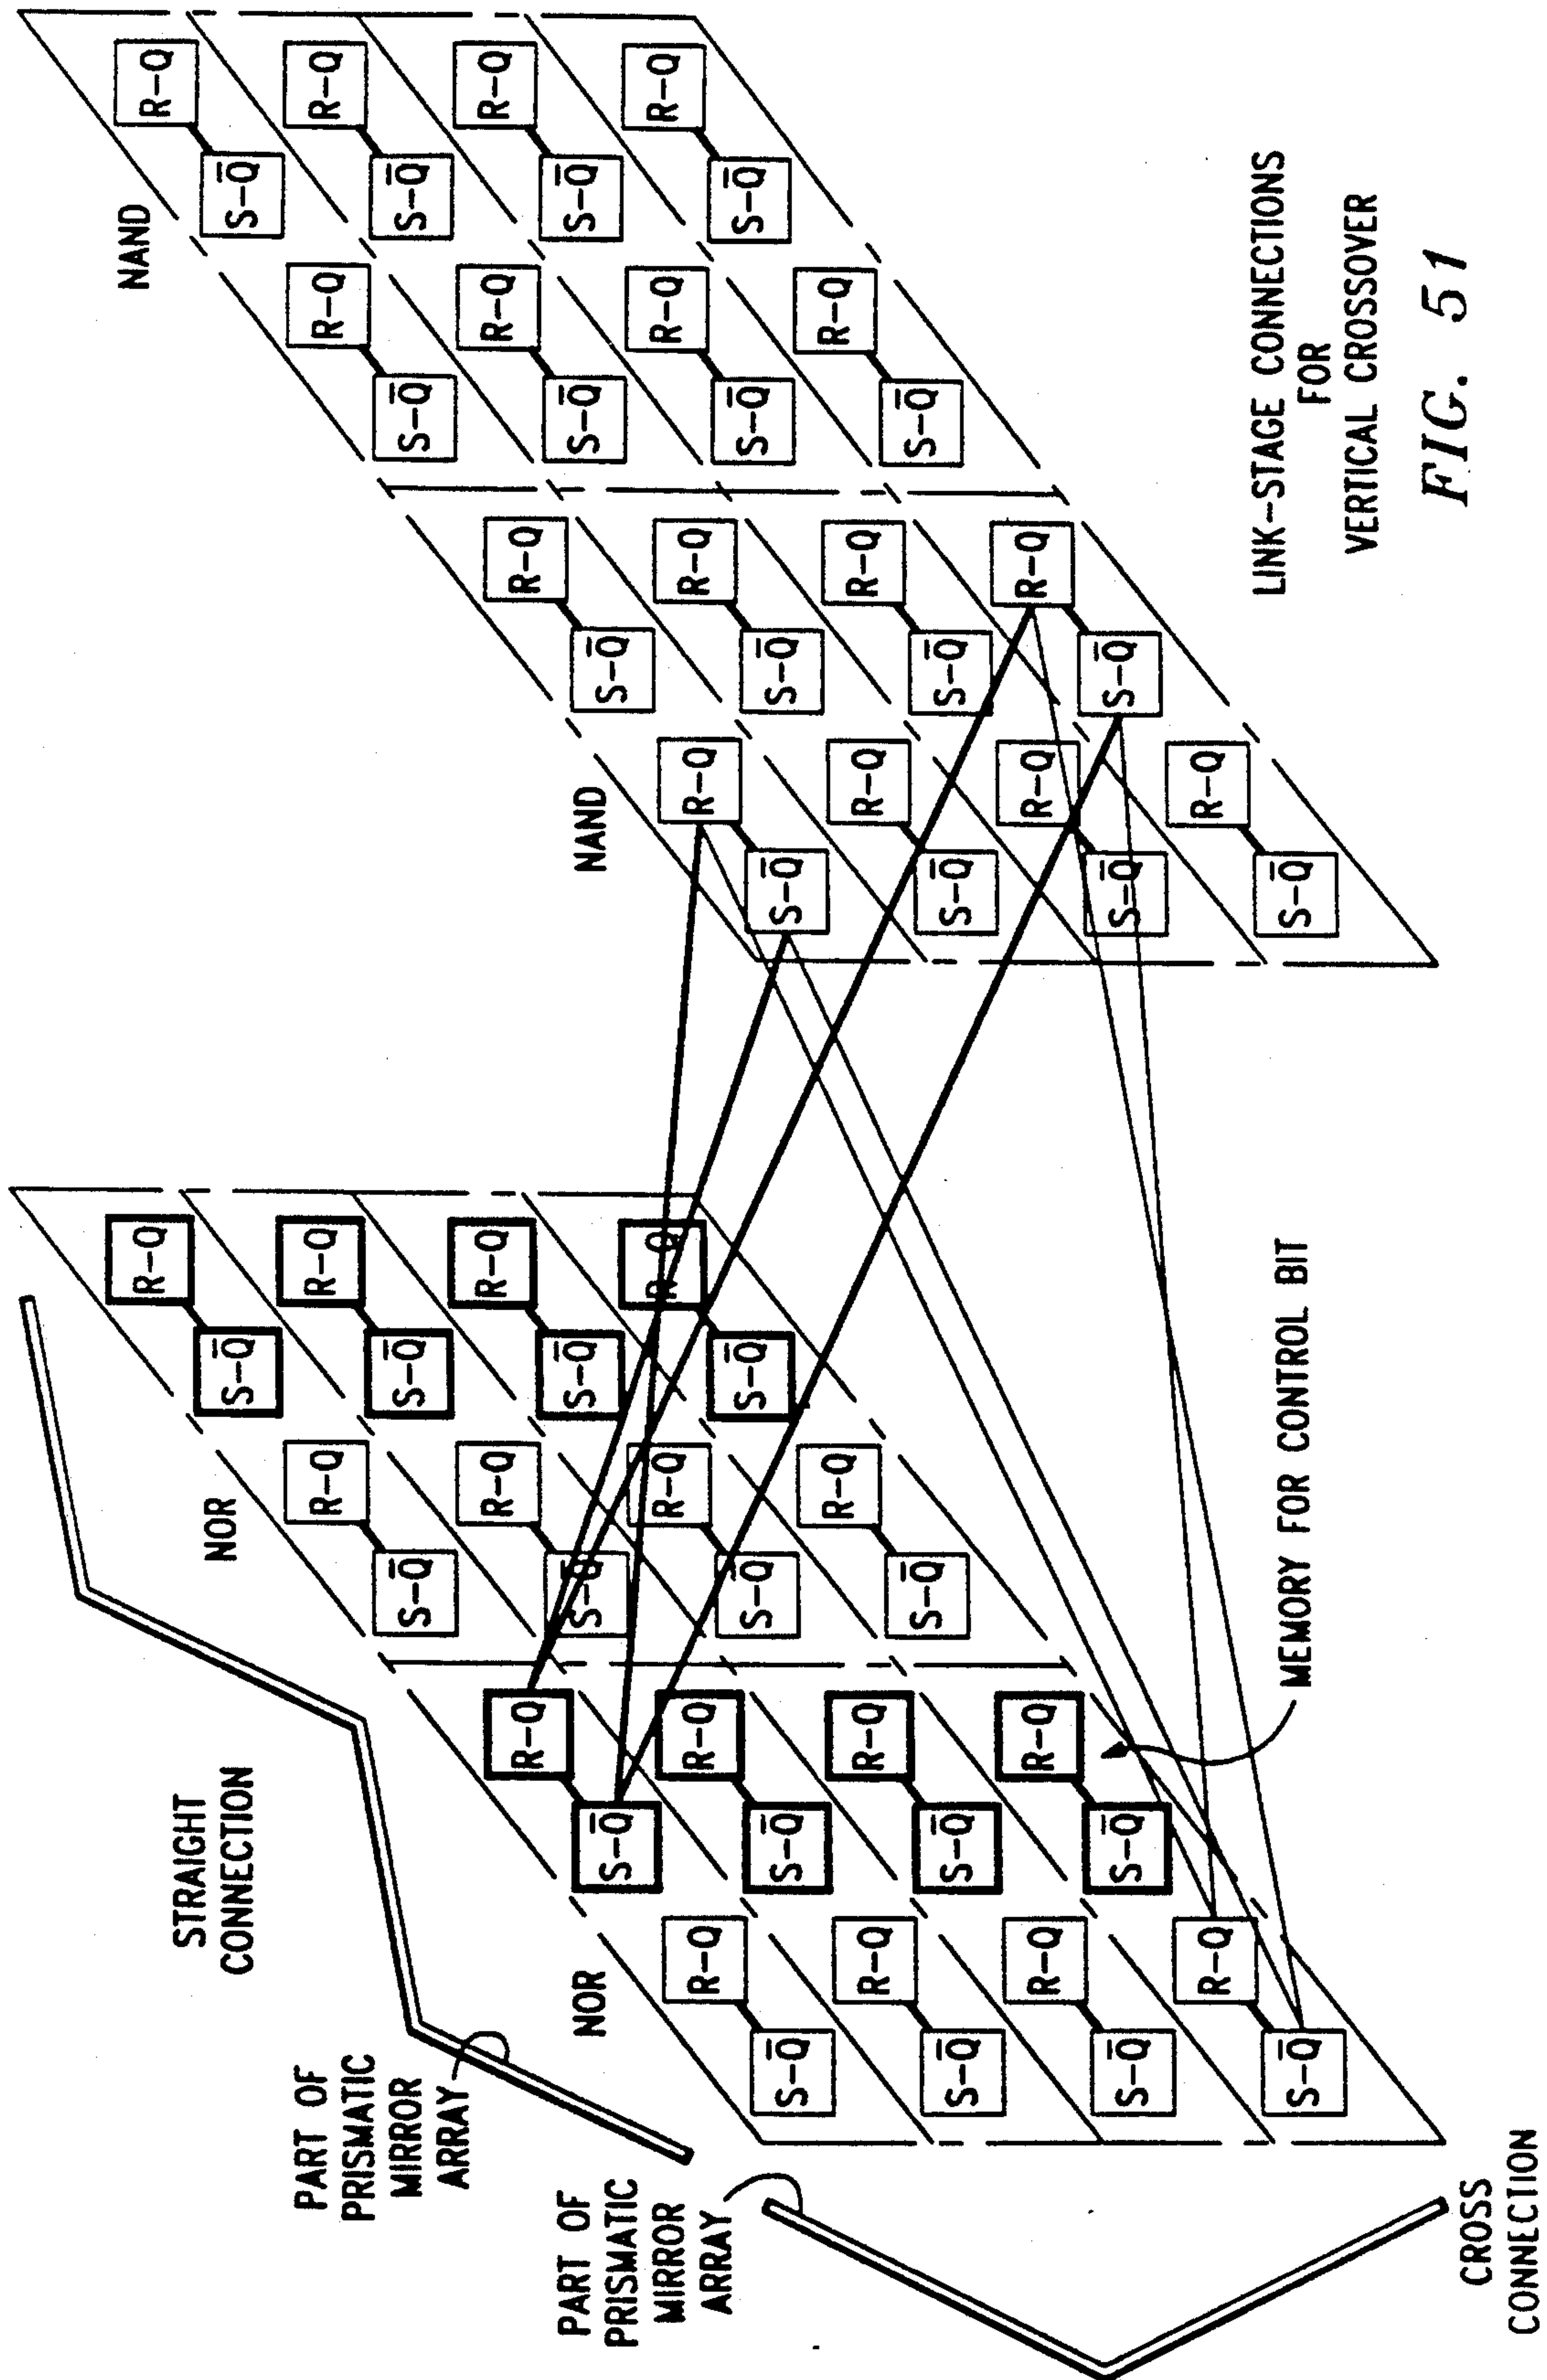 STRAIGHT
CONNECTION
PART OF
PRISMATIC
MIRROR
ARRAY
PART OF
PRISMATIC
MIRROR
ARRAY
CROSS
CONNECTION
NOR
NOR
R-Q
S-Q̅
R-Q
S-Q̅
R-Q
S-Q̅
R-Q
S-Q̅
R-Q
S-Q̅
R-Q
S-Q̅
R-Q
S-Q̅
R-Q
S-Q̅
R-Q
S-Q̅
R-Q
S-Q̅
R-Q
S-Q̅
R-Q
S-Q̅
R-Q
S-Q̅
R-Q
S-Q̅
R-Q
S-Q̅
R-Q
S-Q̅
MEMORY FOR CONTROL BIT
NAND
NAND
R-Q
S-Q̅
R-Q
S-Q̅
R-Q
S-Q̅
R-Q
S-Q̅
R-Q
S-Q̅
R-Q
S-Q̅
R-Q
S-Q̅
R-Q
S-Q̅
R-Q
S-Q̅
R-Q
S-Q̅
R-Q
S-Q̅
R-Q
S-Q̅
R-Q
S-Q̅
R-Q
S-Q̅
R-Q
S-Q̅
R-Q
S-Q̅
LINK-STAGE CONNECTIONS
FOR
VERTICAL CROSSOVER
FIG. 51